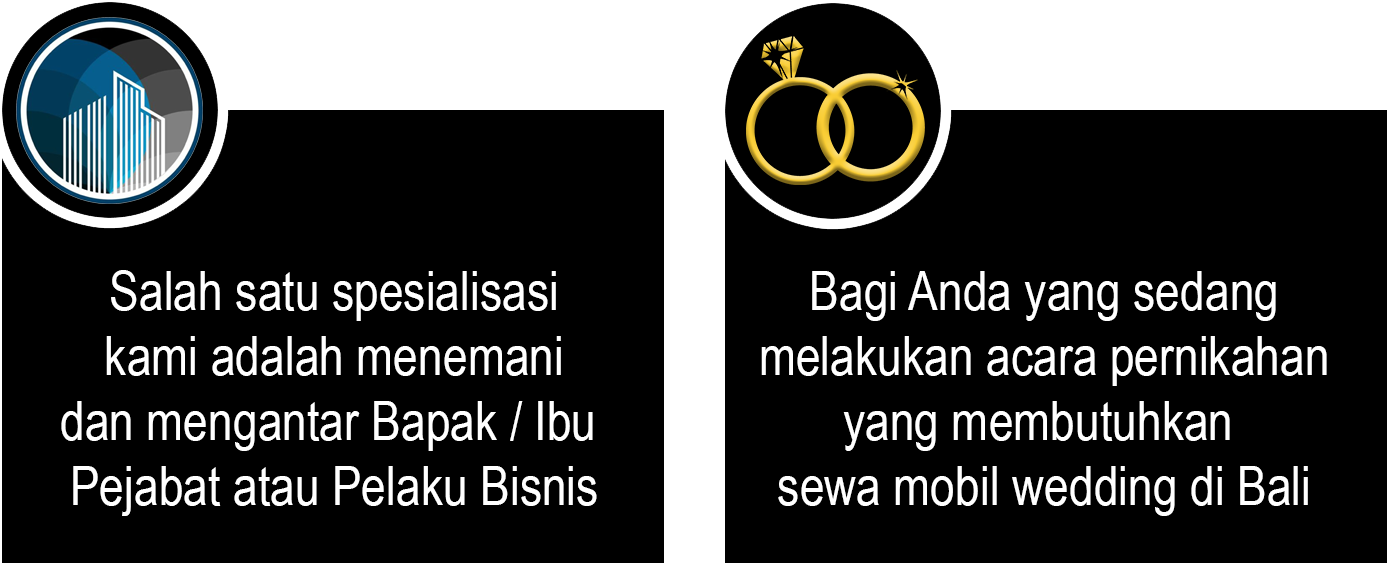 Salah satu spesialisasi
kami adalah menemani
dan mengantar Bapak / Ibu
Pejabat atau Pelaku Bisnis
Bagi Anda yang sedang
melakukan acara pernikahan
yang membutuhkan
sewa mobil wedding di Bali